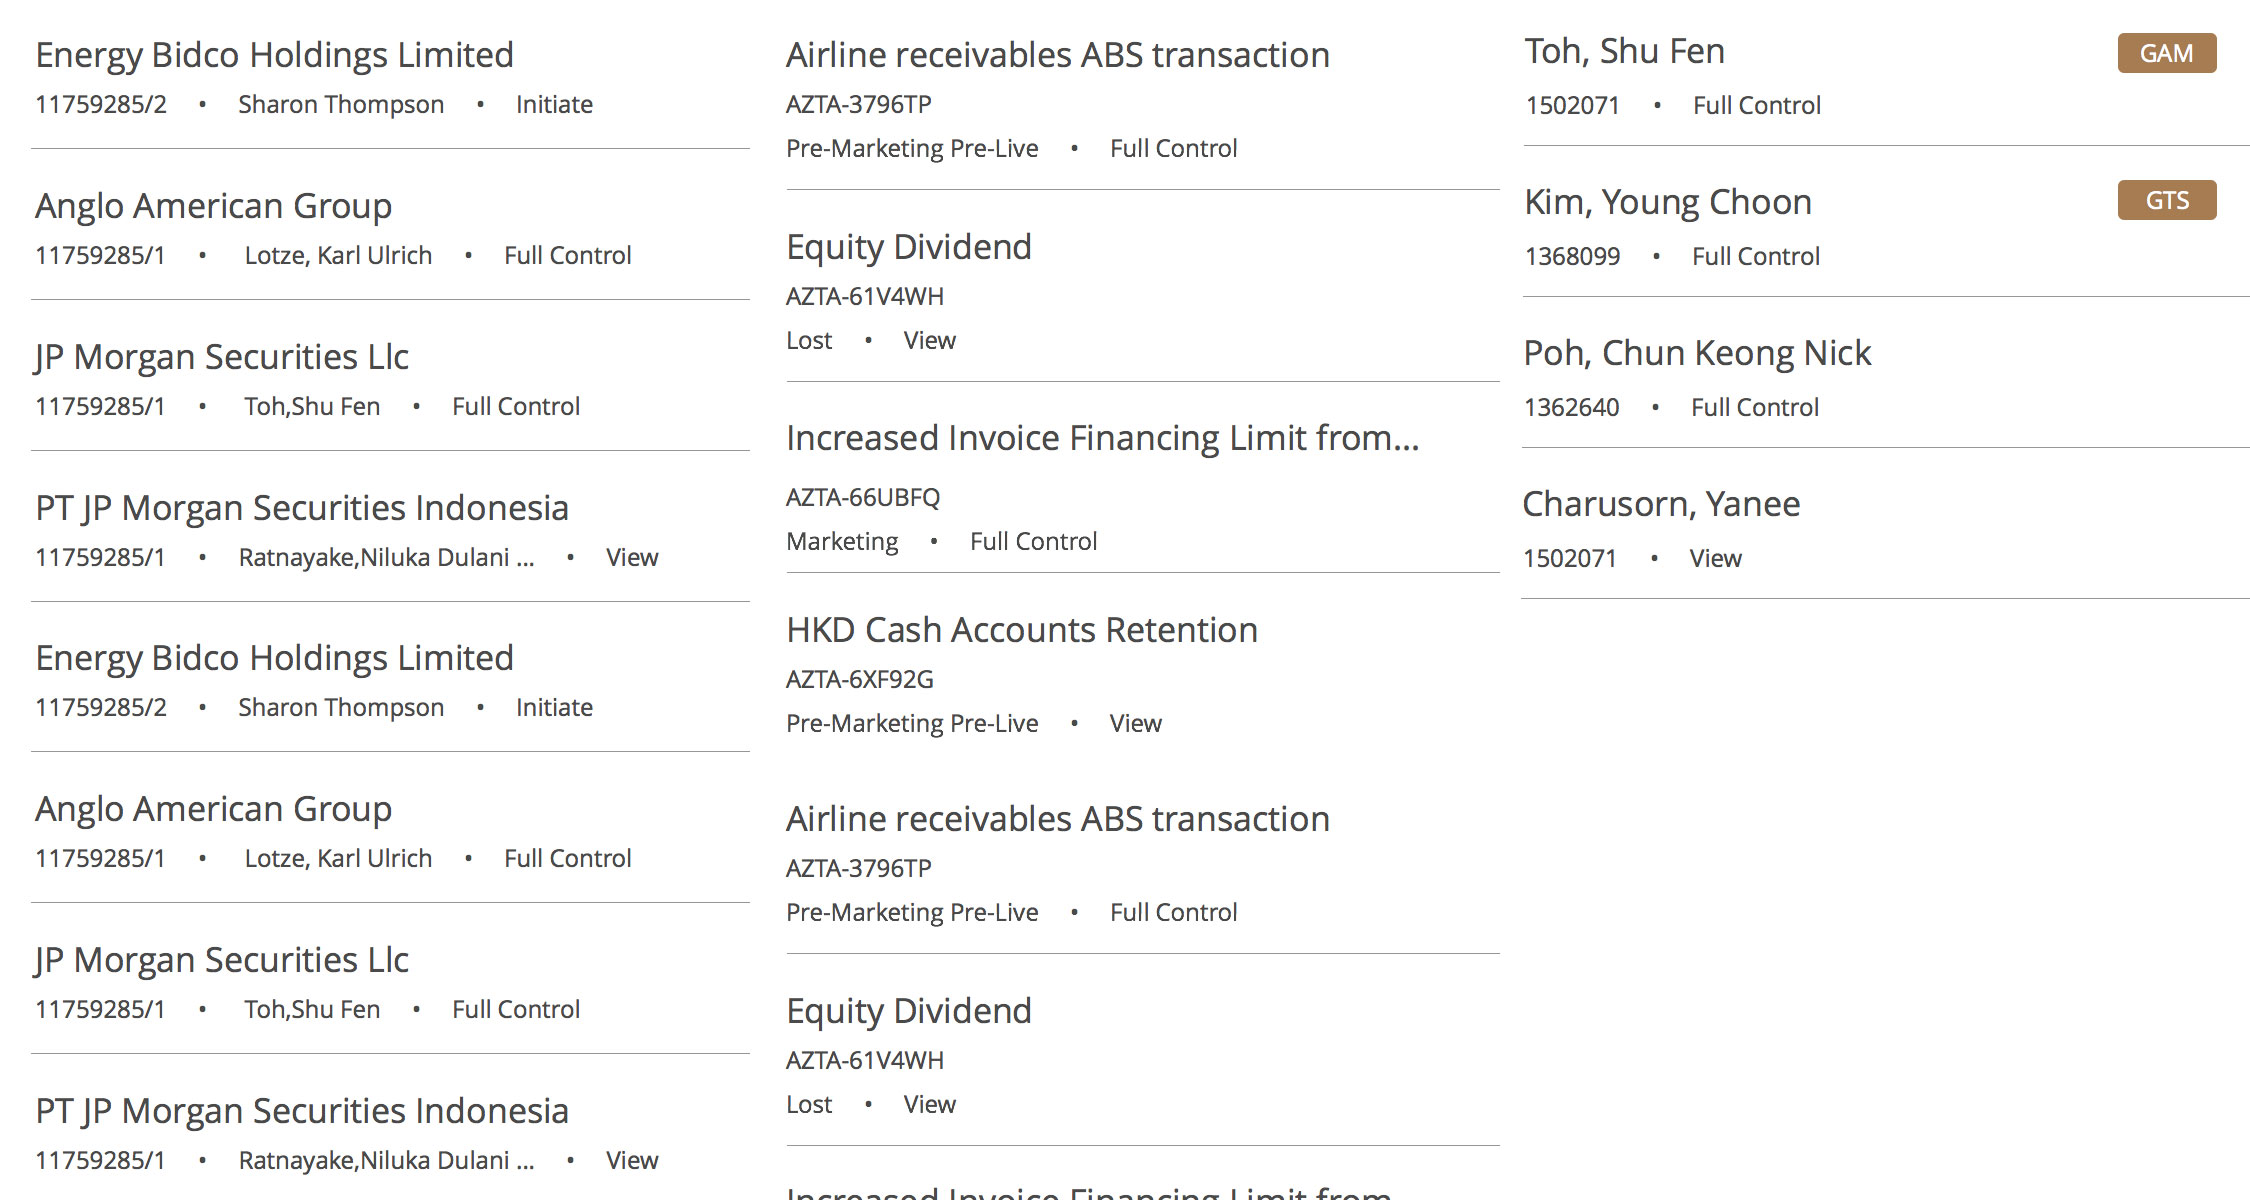 Energy Bidco Holdings Limited
11759285/2 • Sharon Thompson • Initiate
Anglo American Group
11759285/1 • Lotze, Karl Ulrich • Full Control
JP Morgan Securities Llc
11759285/1 • Toh,Shu Fen • Full Control
PT JP Morgan Securities Indonesia
11759285/1 • Ratnayake,Niluka Dulani ... • View
Energy Bidco Holdings Limited
11759285/2 • Sharon Thompson • Initiate
Anglo American Group
11759285/1 • Lotze, Karl Ulrich • Full Control
JP Morgan Securities Llc
11759285/1 • Toh,Shu Fen • Full Control
PT JP Morgan Securities Indonesia
11759285/1 • Ratnayake,Niluka Dulani ... • View
Airline receivables ABS transaction
AZTA-3796TP
Pre-Marketing Pre-Live • Full Control
Equity Dividend
AZTA-61V4WH
Lost • View
Increased Invoice Financing Limit from...
AZTA-66UBFQ
Marketing • Full Control
HKD Cash Accounts Retention
AZTA-6XF92G
Pre-Marketing Pre-Live • View
Airline receivables ABS transaction
AZTA-3796TP
Pre-Marketing Pre-Live • Full Control
Equity Dividend
AZTA-61V4WH
Lost • View
Increased Invoice Financing Limit from
Toh, Shu Fen GAM
1502071 • Full Control
Kim, Young Choon GTS
1368099 • Full Control
Poh, Chun Keong Nick
1362640 • Full Control
Charusorn, Yanee
1502071 • View